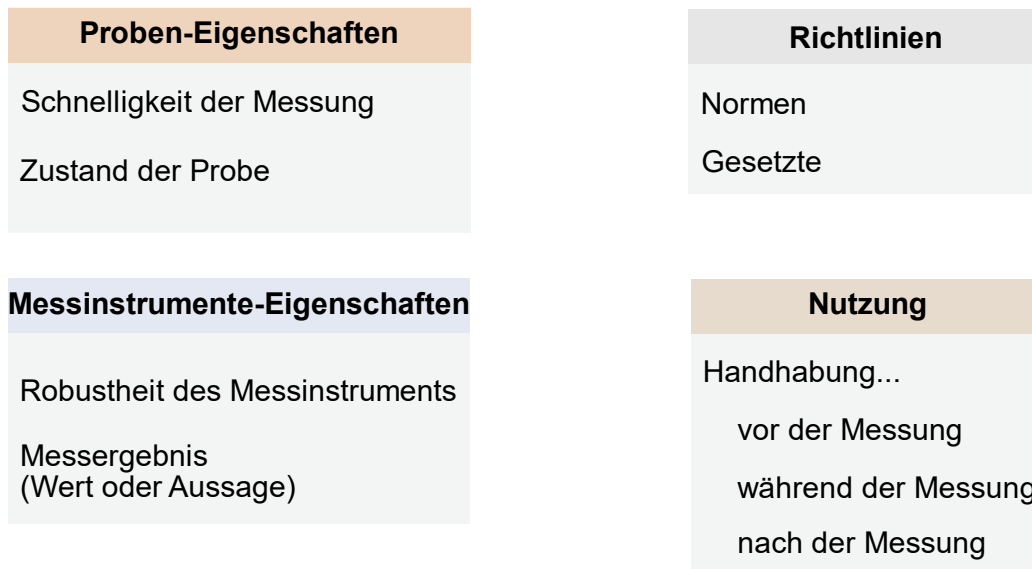 Proben-Eigenschaften
Schnelligkeit der Messung
Zustand der Probe
Richtlinien
Normen
Gesetzte
Messinstrumente-Eigenschaften
Robustheit des Messinstruments
Messergebnis
(Wert oder Aussage)
Nutzung
Handhabung...
vor der Messung
während der Messung
nach der Messung